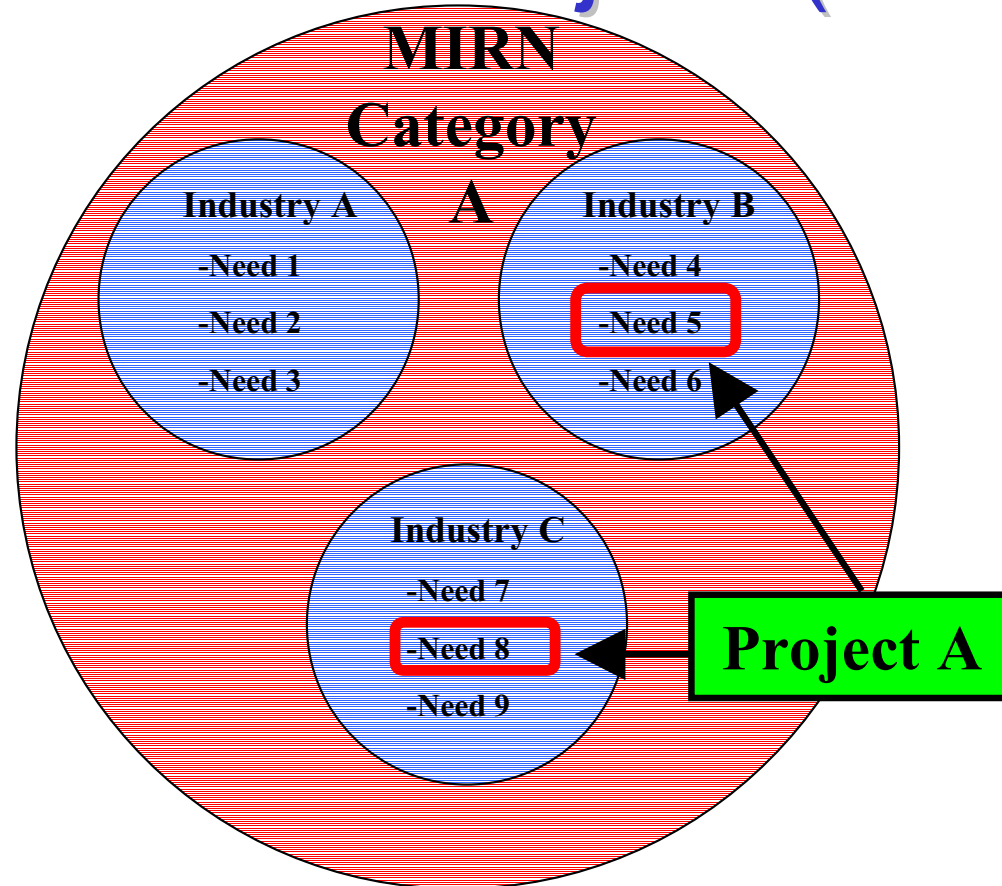 MIRN
Category
A
Industry A
-Need 1
-Need 2
-Need 3
Industry B
-Need 4
-Need 5
-Need 6
Industry C
-Need 7
-Need 8
-Need 9
Project A